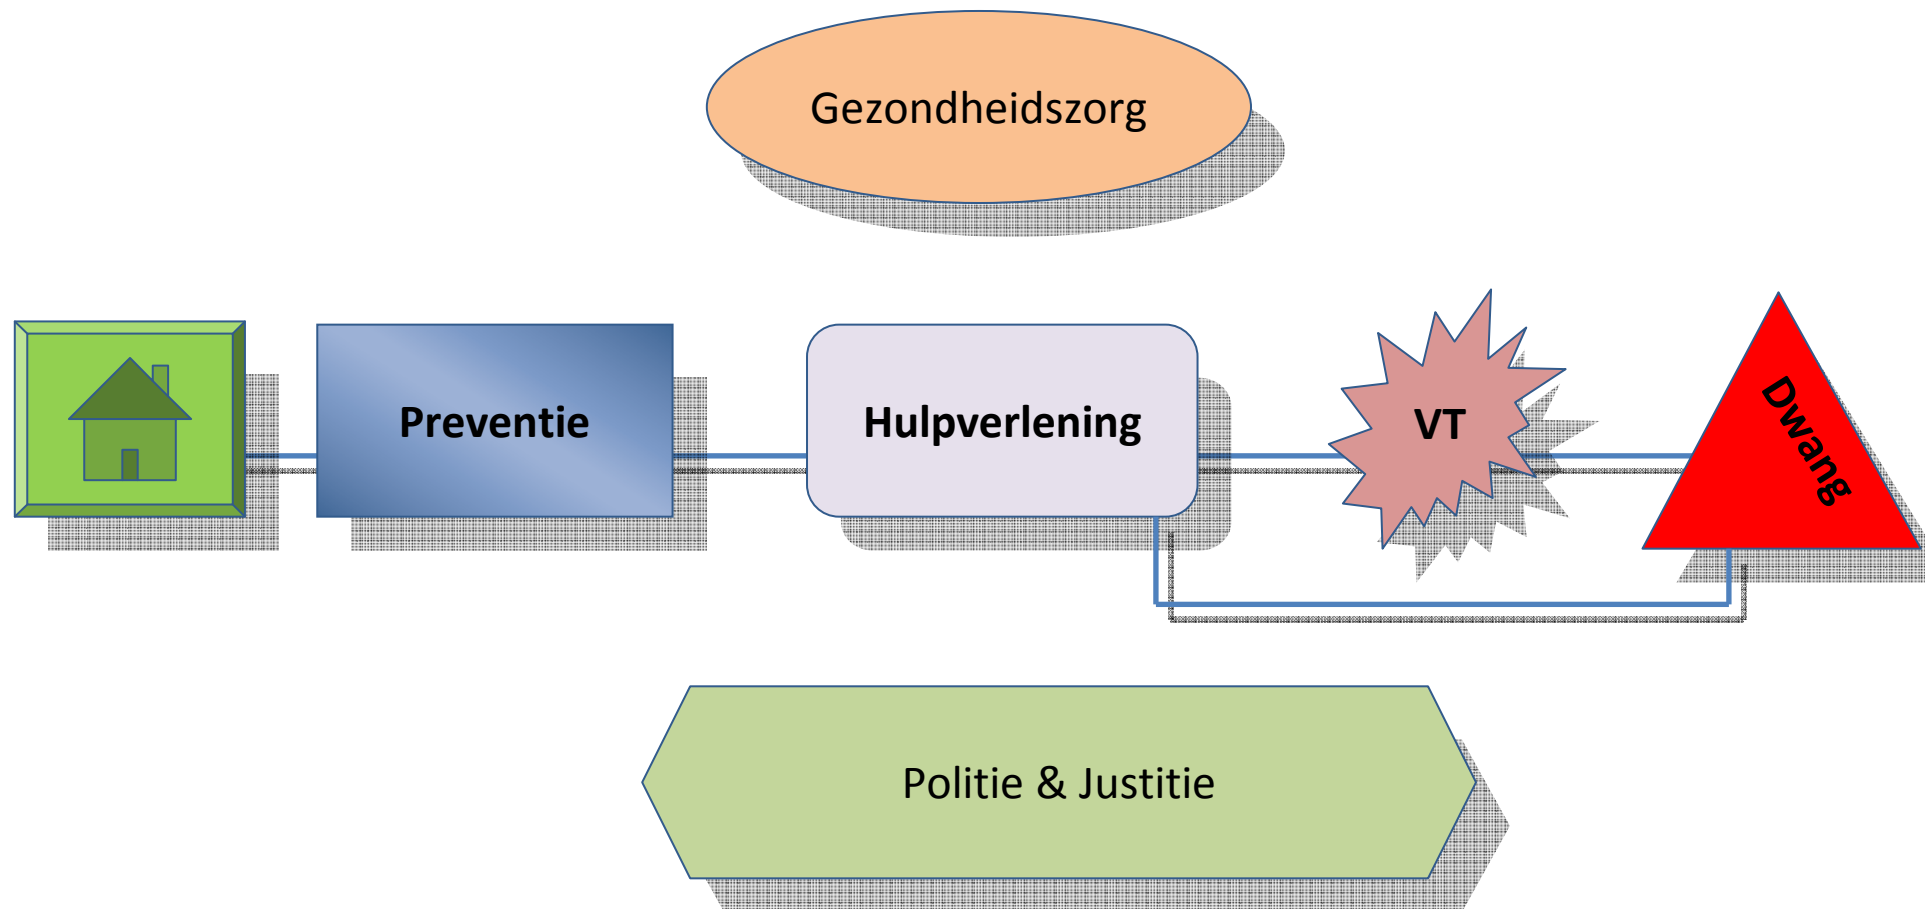 Gezondheidszorg
Preventie
Hulpverlening
VT
Dwang
Politie & Justitie